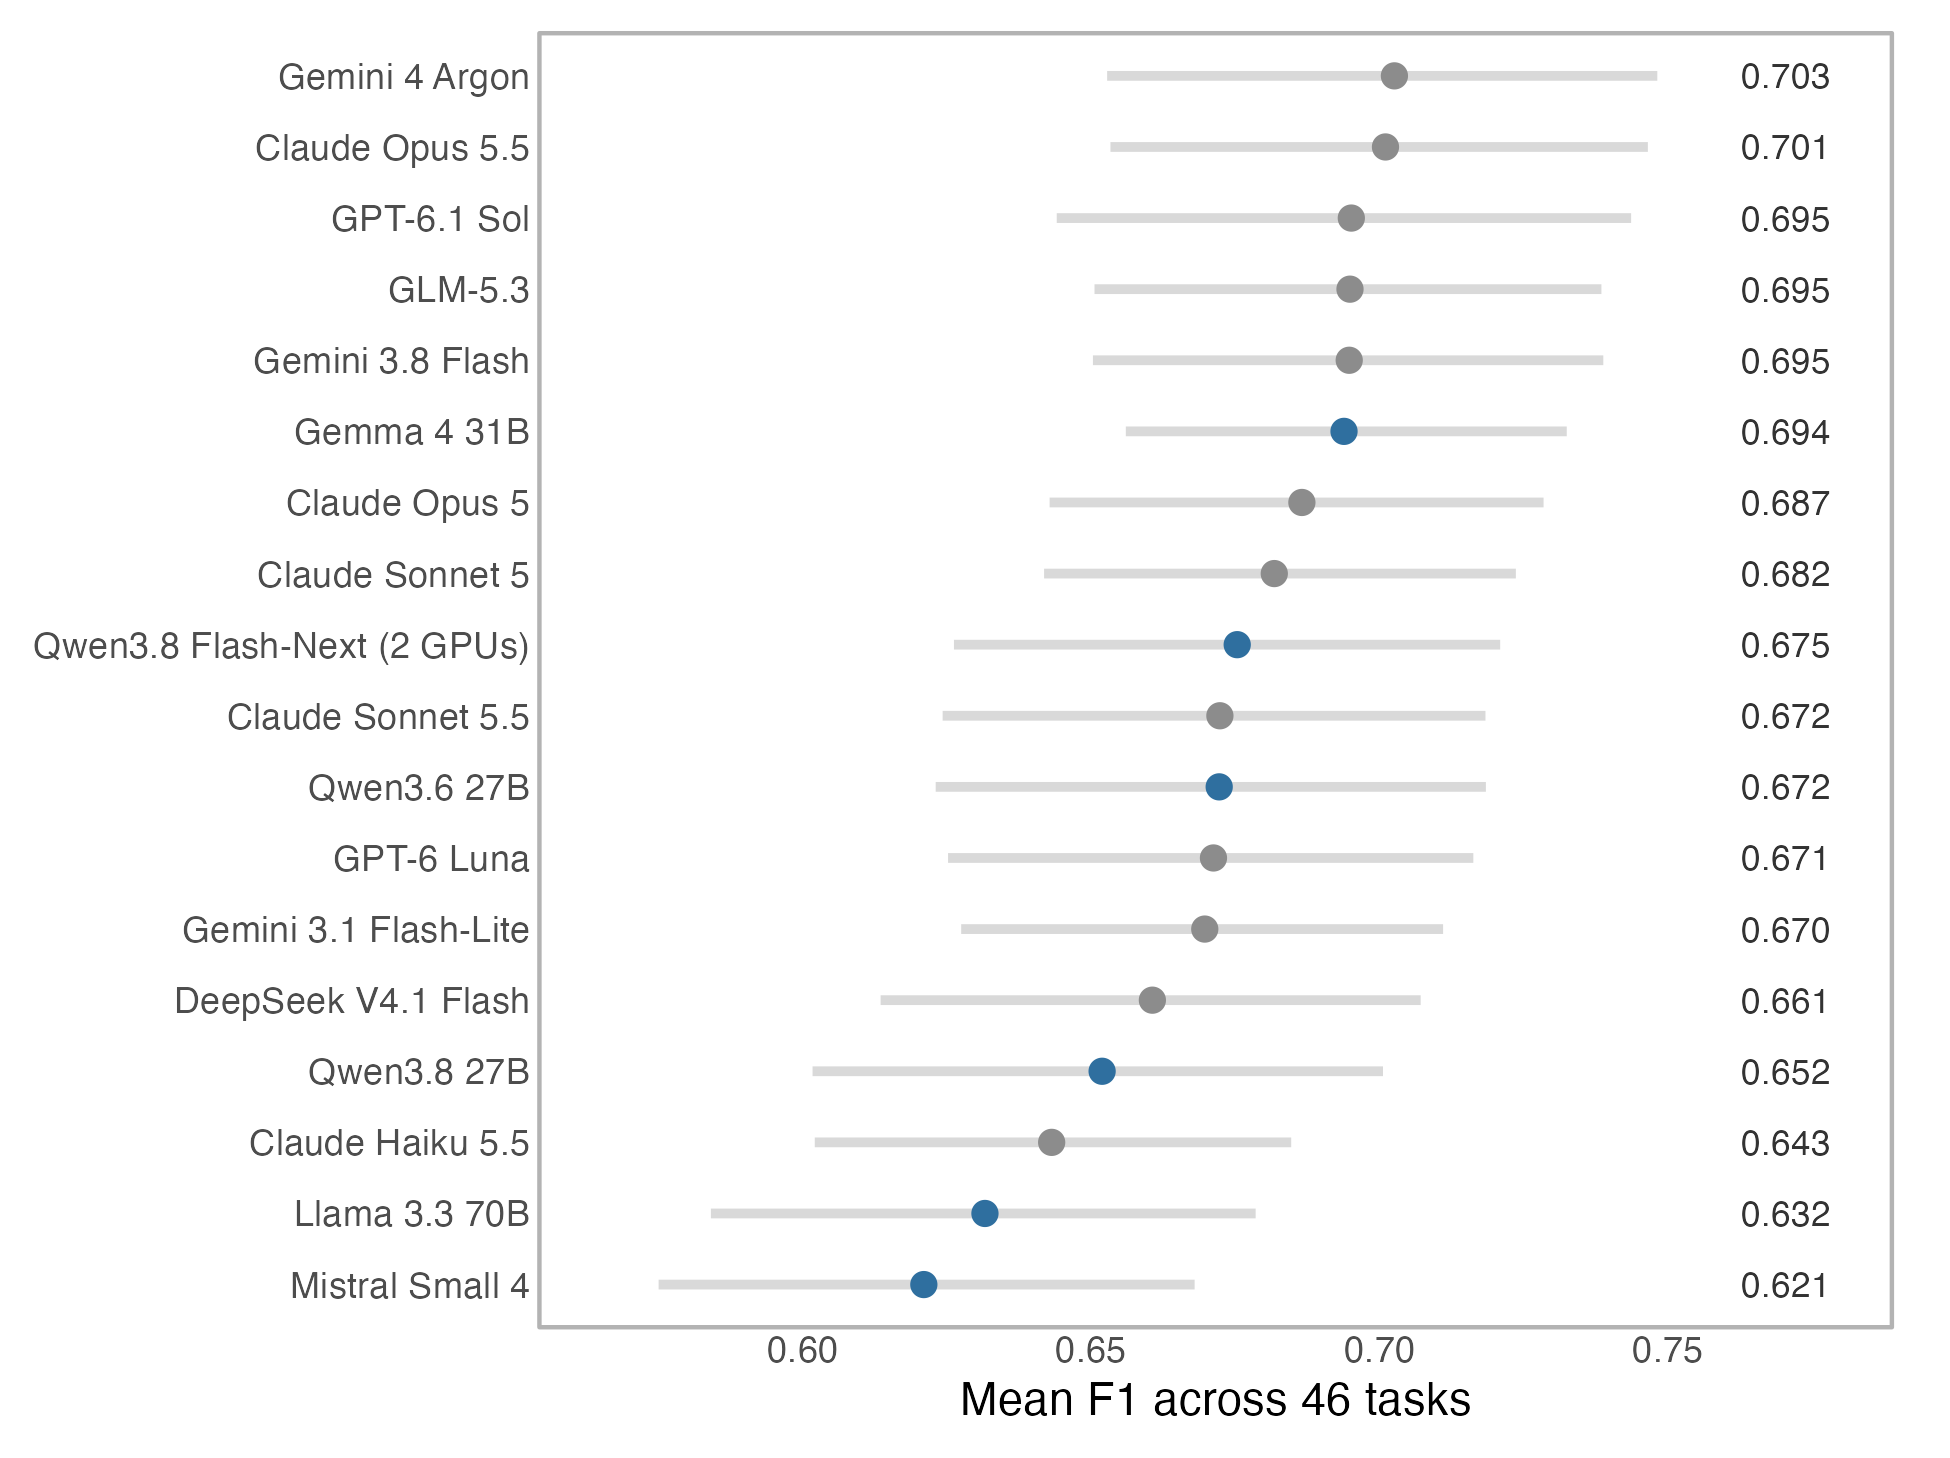 Gemini 4 Argon 0.703
Claude Opus 5.5 0.701
GPT-6.1 Sol 0.695
GLM-5.3 0.695
Gemini 3.8 Flash 0.695
Gemma 4 31B 0.694
Claude Opus 5 0.687
Claude Sonnet 5 0.682
Qwen3.8 Flash-Next (2 GPUs) 0.675
Claude Sonnet 5.5 0.672
Qwen3.6 27B 0.672
GPT-6 Luna 0.671
Gemini 3.1 Flash-Lite 0.670
DeepSeek V4.1 Flash 0.661
Qwen3.8 27B 0.652
Claude Haiku 5.5 0.643
Llama 3.3 70B 0.632
Mistral Small 4 0.621
0.60 0.65 0.70 0.75
Mean F1 across 46 tasks